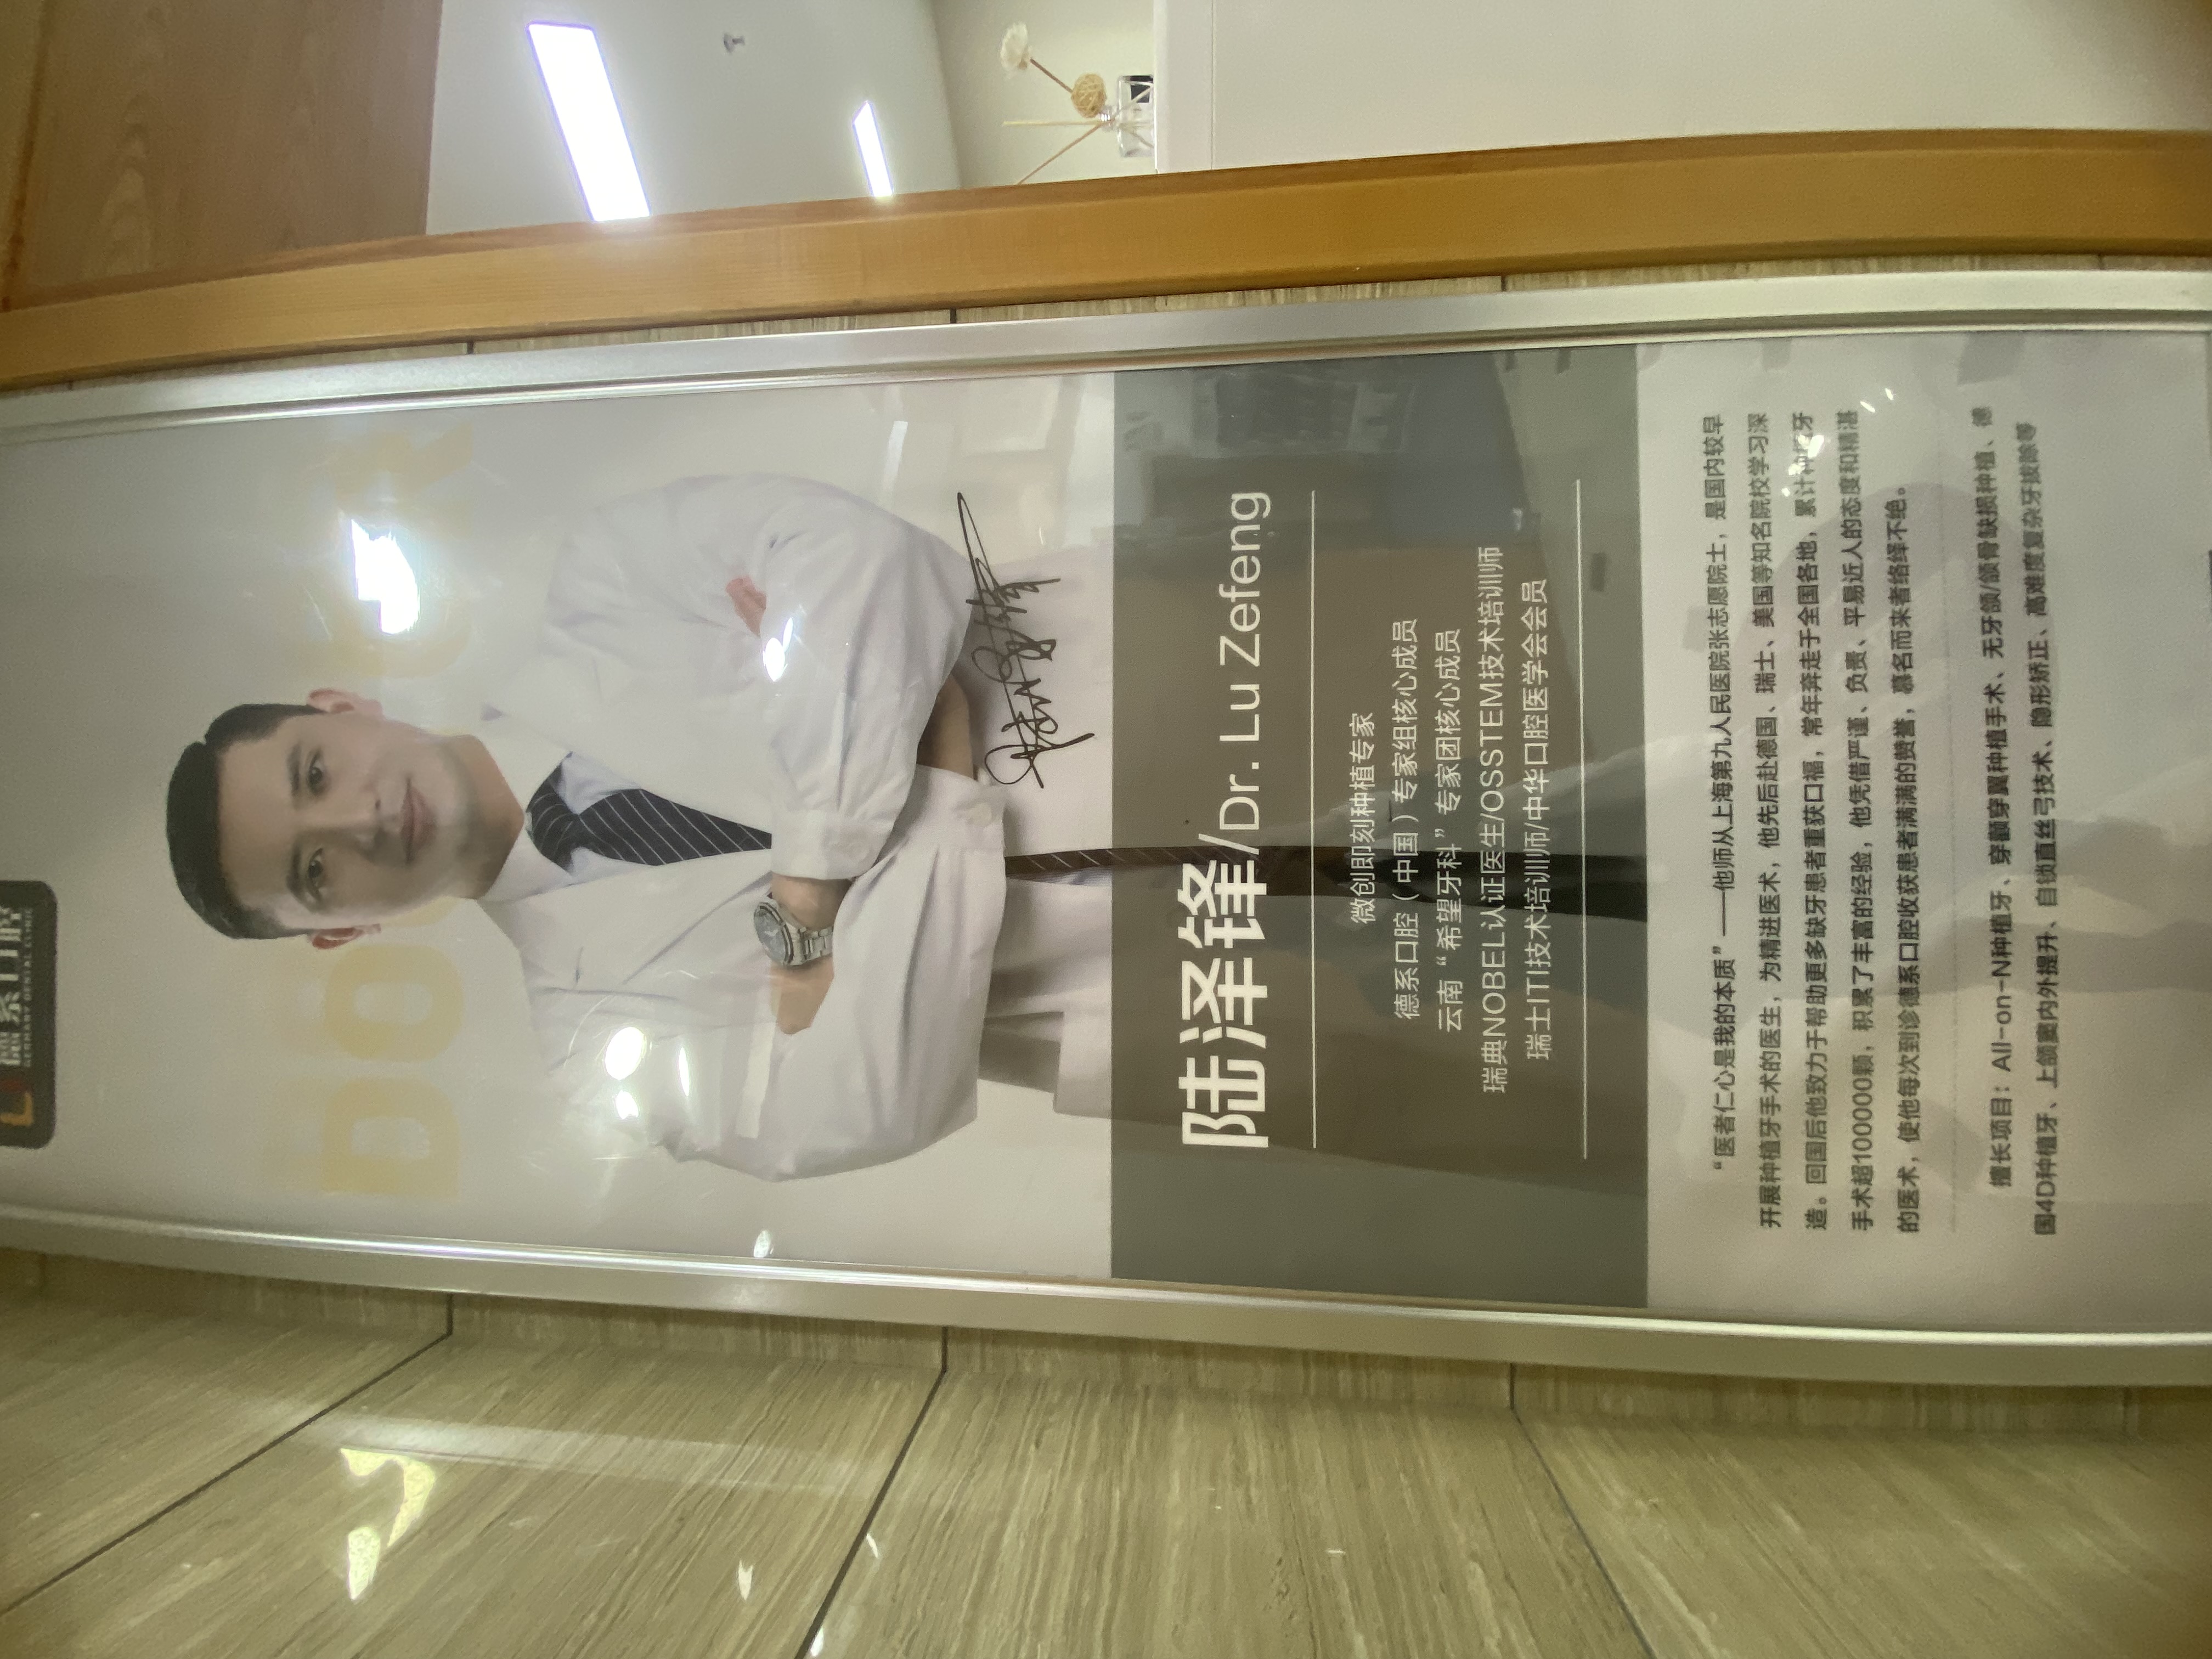 德系口腔
GERMANY DENTAL CLINIC
DOCTOR
陆泽锋/Dr. Lu Zefeng
微创即刻种植专家
德系口腔（中国）专家组核心成员
云南“希望牙科”专家团核心成员
瑞典NOBEL认证医生/OSSTEM技术培训师
瑞士ITI技术培训师/中华口腔医学会会员
“医者仁心是我的本质”——他师从上海第九人民医院张志愿院士，是国内较早
开展种植牙手术的医生，为精进医术，他先后赴德国、瑞士、美国等知名院校学习深
造。回国后他致力于帮助更多缺牙患者重获口福，常年奔走于全国各地，累计种植牙
手术超100000颗，积累了丰富的经验，他凭借严谨、负责、平易近人的态度和精湛
的医术，使他每次到诊德系口腔收获患者满满的赞誉，慕名而来者络绎不绝。
擅长项目：All-on-N种植牙、穿颧穿翼种植手术、无牙颌/颌骨缺损种植、德
国4D种植牙、上颌窦内外提升、自锁直丝弓技术、隐形矫正、高难度复杂牙拔除等